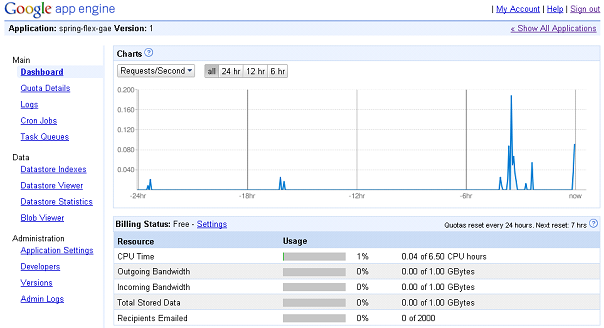 Google app engine
| My Account | Help | Sign out
Application: spring-flex-gae Version: 1
« Show All Applications
Main
Dashboard
Quota Details
Logs
Cron Jobs
Task Queues
Data
Datastore Indexes
Datastore Viewer
Datastore Statistics
Blob Viewer
Administration
Application Settings
Developers
Versions
Admin Logs
Charts ?
Requests/Second all 24 hr 12 hr 6 hr
0.200
0.160
0.120
0.080
0.040
-24hr -18hr -12hr -6hr now
Billing Status: Free - Settings Quotas reset every 24 hours. Next reset: 7 hrs ?
Resource Usage
CPU Time 1% 0.04 of 6.50 CPU hours
Outgoing Bandwidth 0% 0.00 of 1.00 GBytes
Incoming Bandwidth 0% 0.00 of 1.00 GBytes
Total Stored Data 0% 0.00 of 1.00 GBytes
Recipients Emailed 0% 0 of 2000